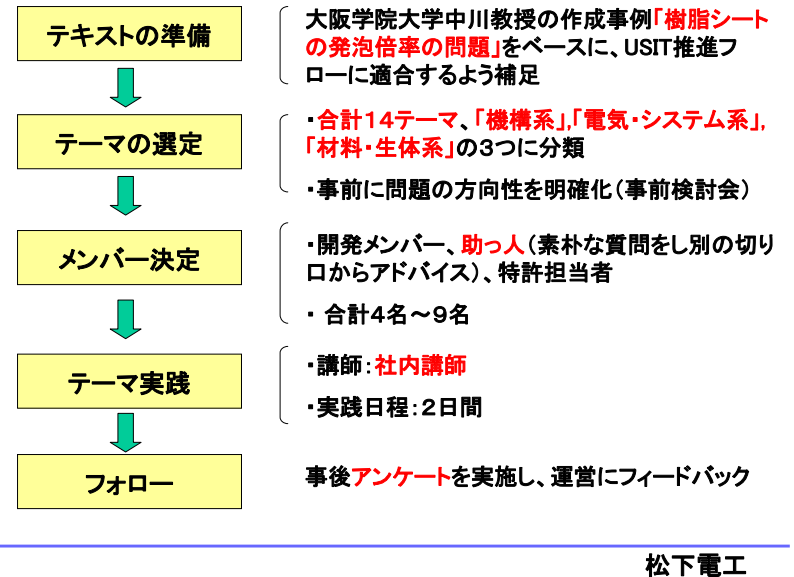 テキストの準備
大阪学院大学中川教授の作成事例「樹脂シート
の発泡倍率の問題」をベースに、USIT推進フ
ローに適合するよう補足
テーマの選定
・合計14テーマ、「機構系」,「電気・システム系」,
「材料・生体系」の3つに分類
・事前に問題の方向性を明確化(事前検討会)
メンバー決定
・開発メンバー、助っ人(素朴な質問をし別の切り
口からアドバイス)、特許担当者
・ 合計4名～9名
テーマ実践
・講師:社内講師
・実践日程:2日間
フォロー
事後アンケートを実施し、運営にフィードバック
松下電工